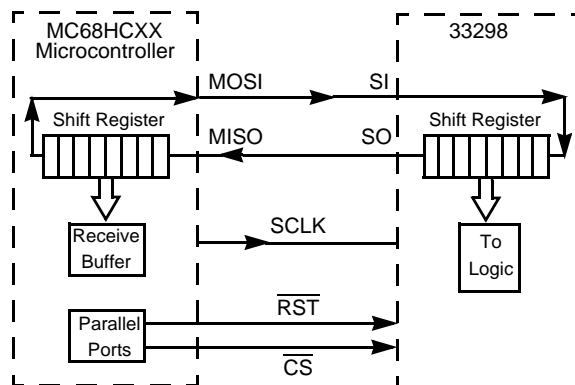 MC68HCXX
Microcontroller
33298
MOSI
SI
Shift Register
Shift Register
MISO
SO
Receive
Buffer
SCLK
To
Logic
Parallel
Ports
RST
CS